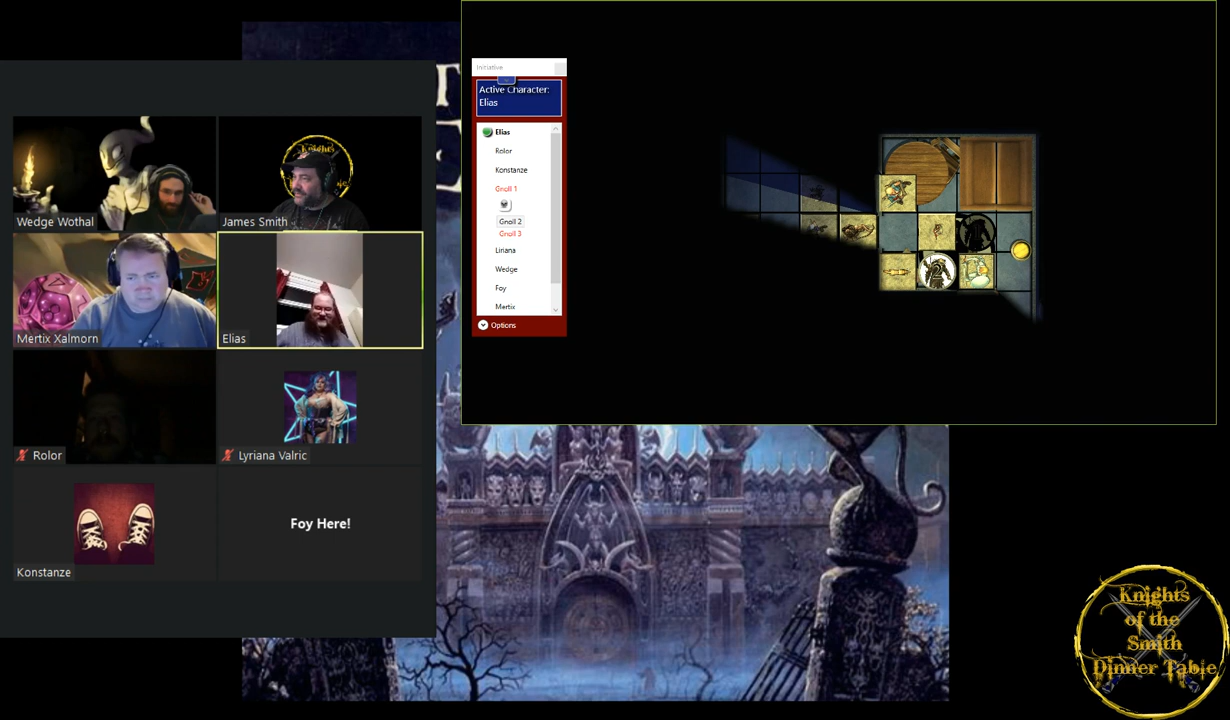 Wedge Wothal
James Smith
Mertix Xalmorn
Elias
Rolor
Lyriana Valric
Konstanze
Foy Here!
Initiative
Active Character:
Elias
Elias
Rolor
Konstanze
Gnoll 1
Gnoll 2
Gnoll 3
Liriana
Wedge
Foy
Mertix
Options
Knights
of the
Smith
Dinner Table